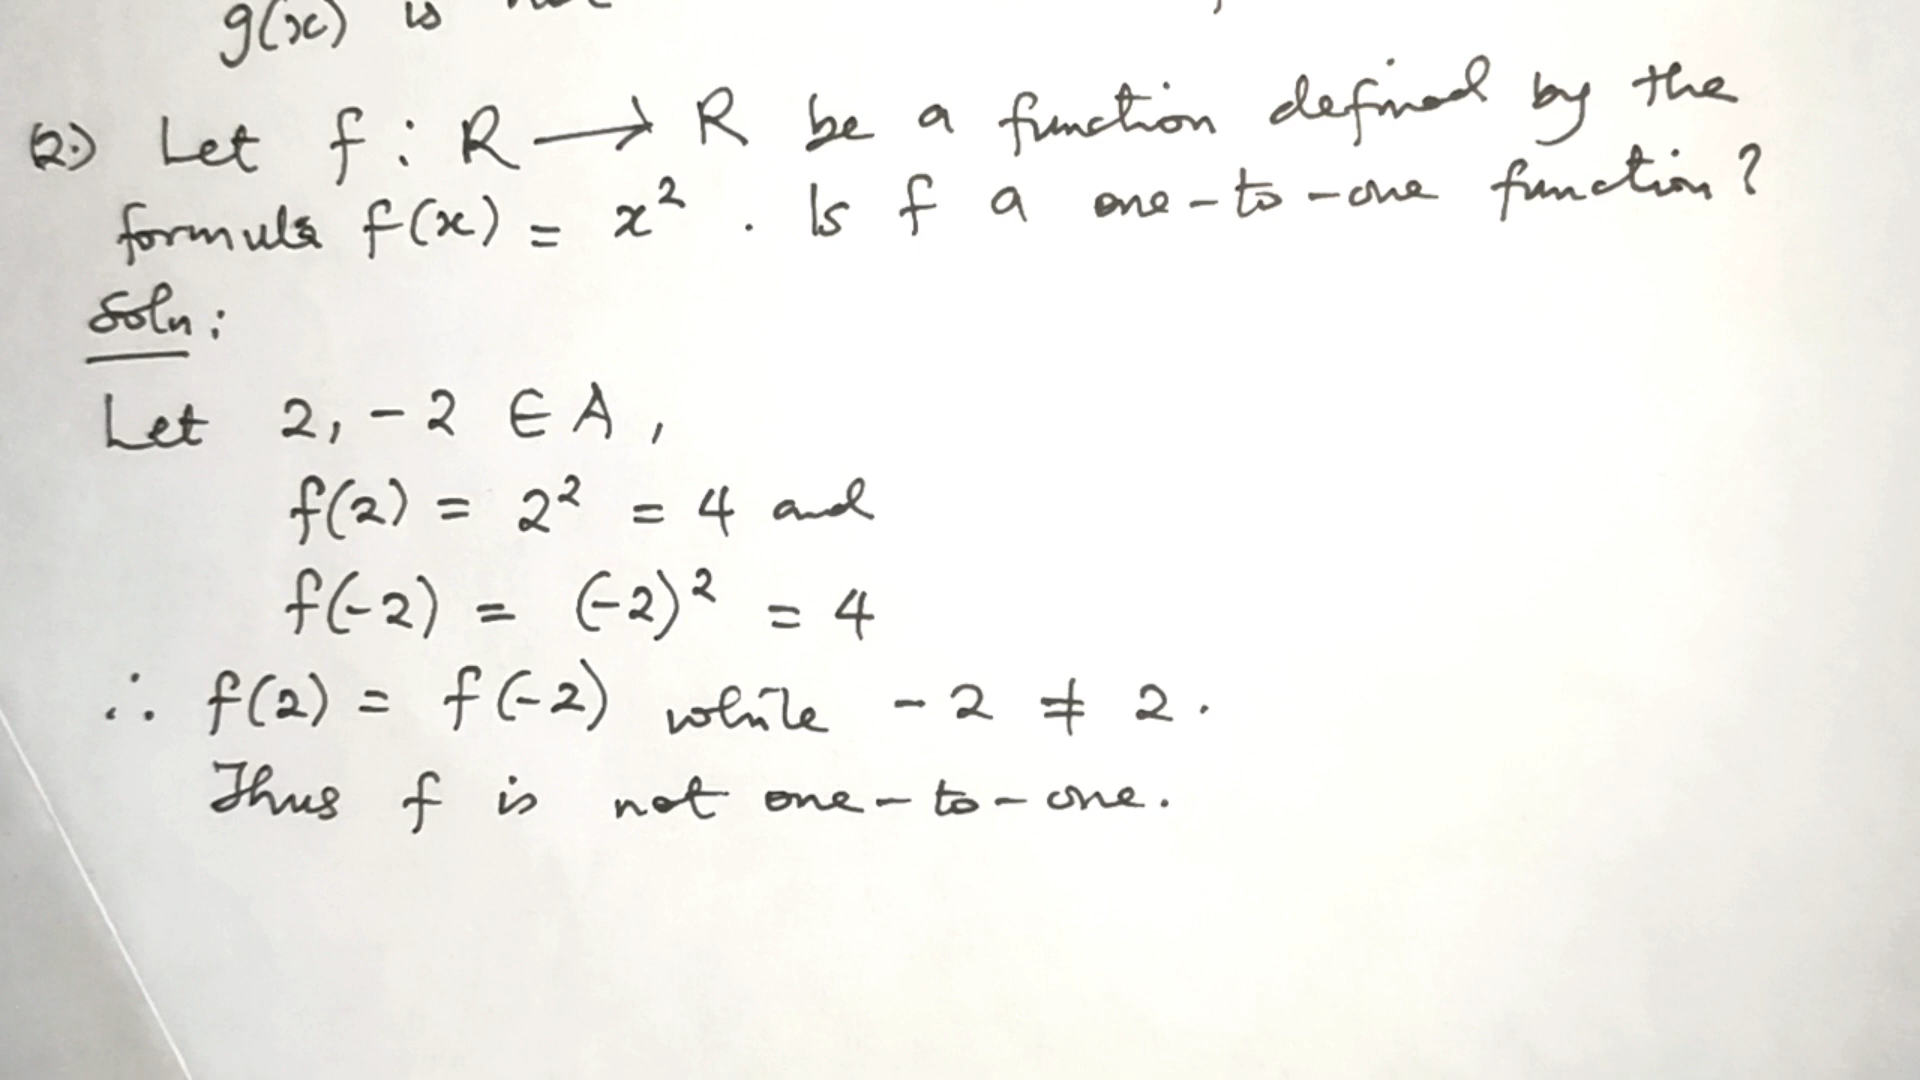 g(x) is not
(2.) Let f : R ⟶ R be a function defined by the
formula f(x) = x² . Is f a one-to-one function?
Soln:
Let 2, -2 ∈ A,
f(2) = 2² = 4 and
f(-2) = (-2)² = 4
∴ f(2) = f(-2) while -2 ≠ 2.
Thus f is not one-to-one.